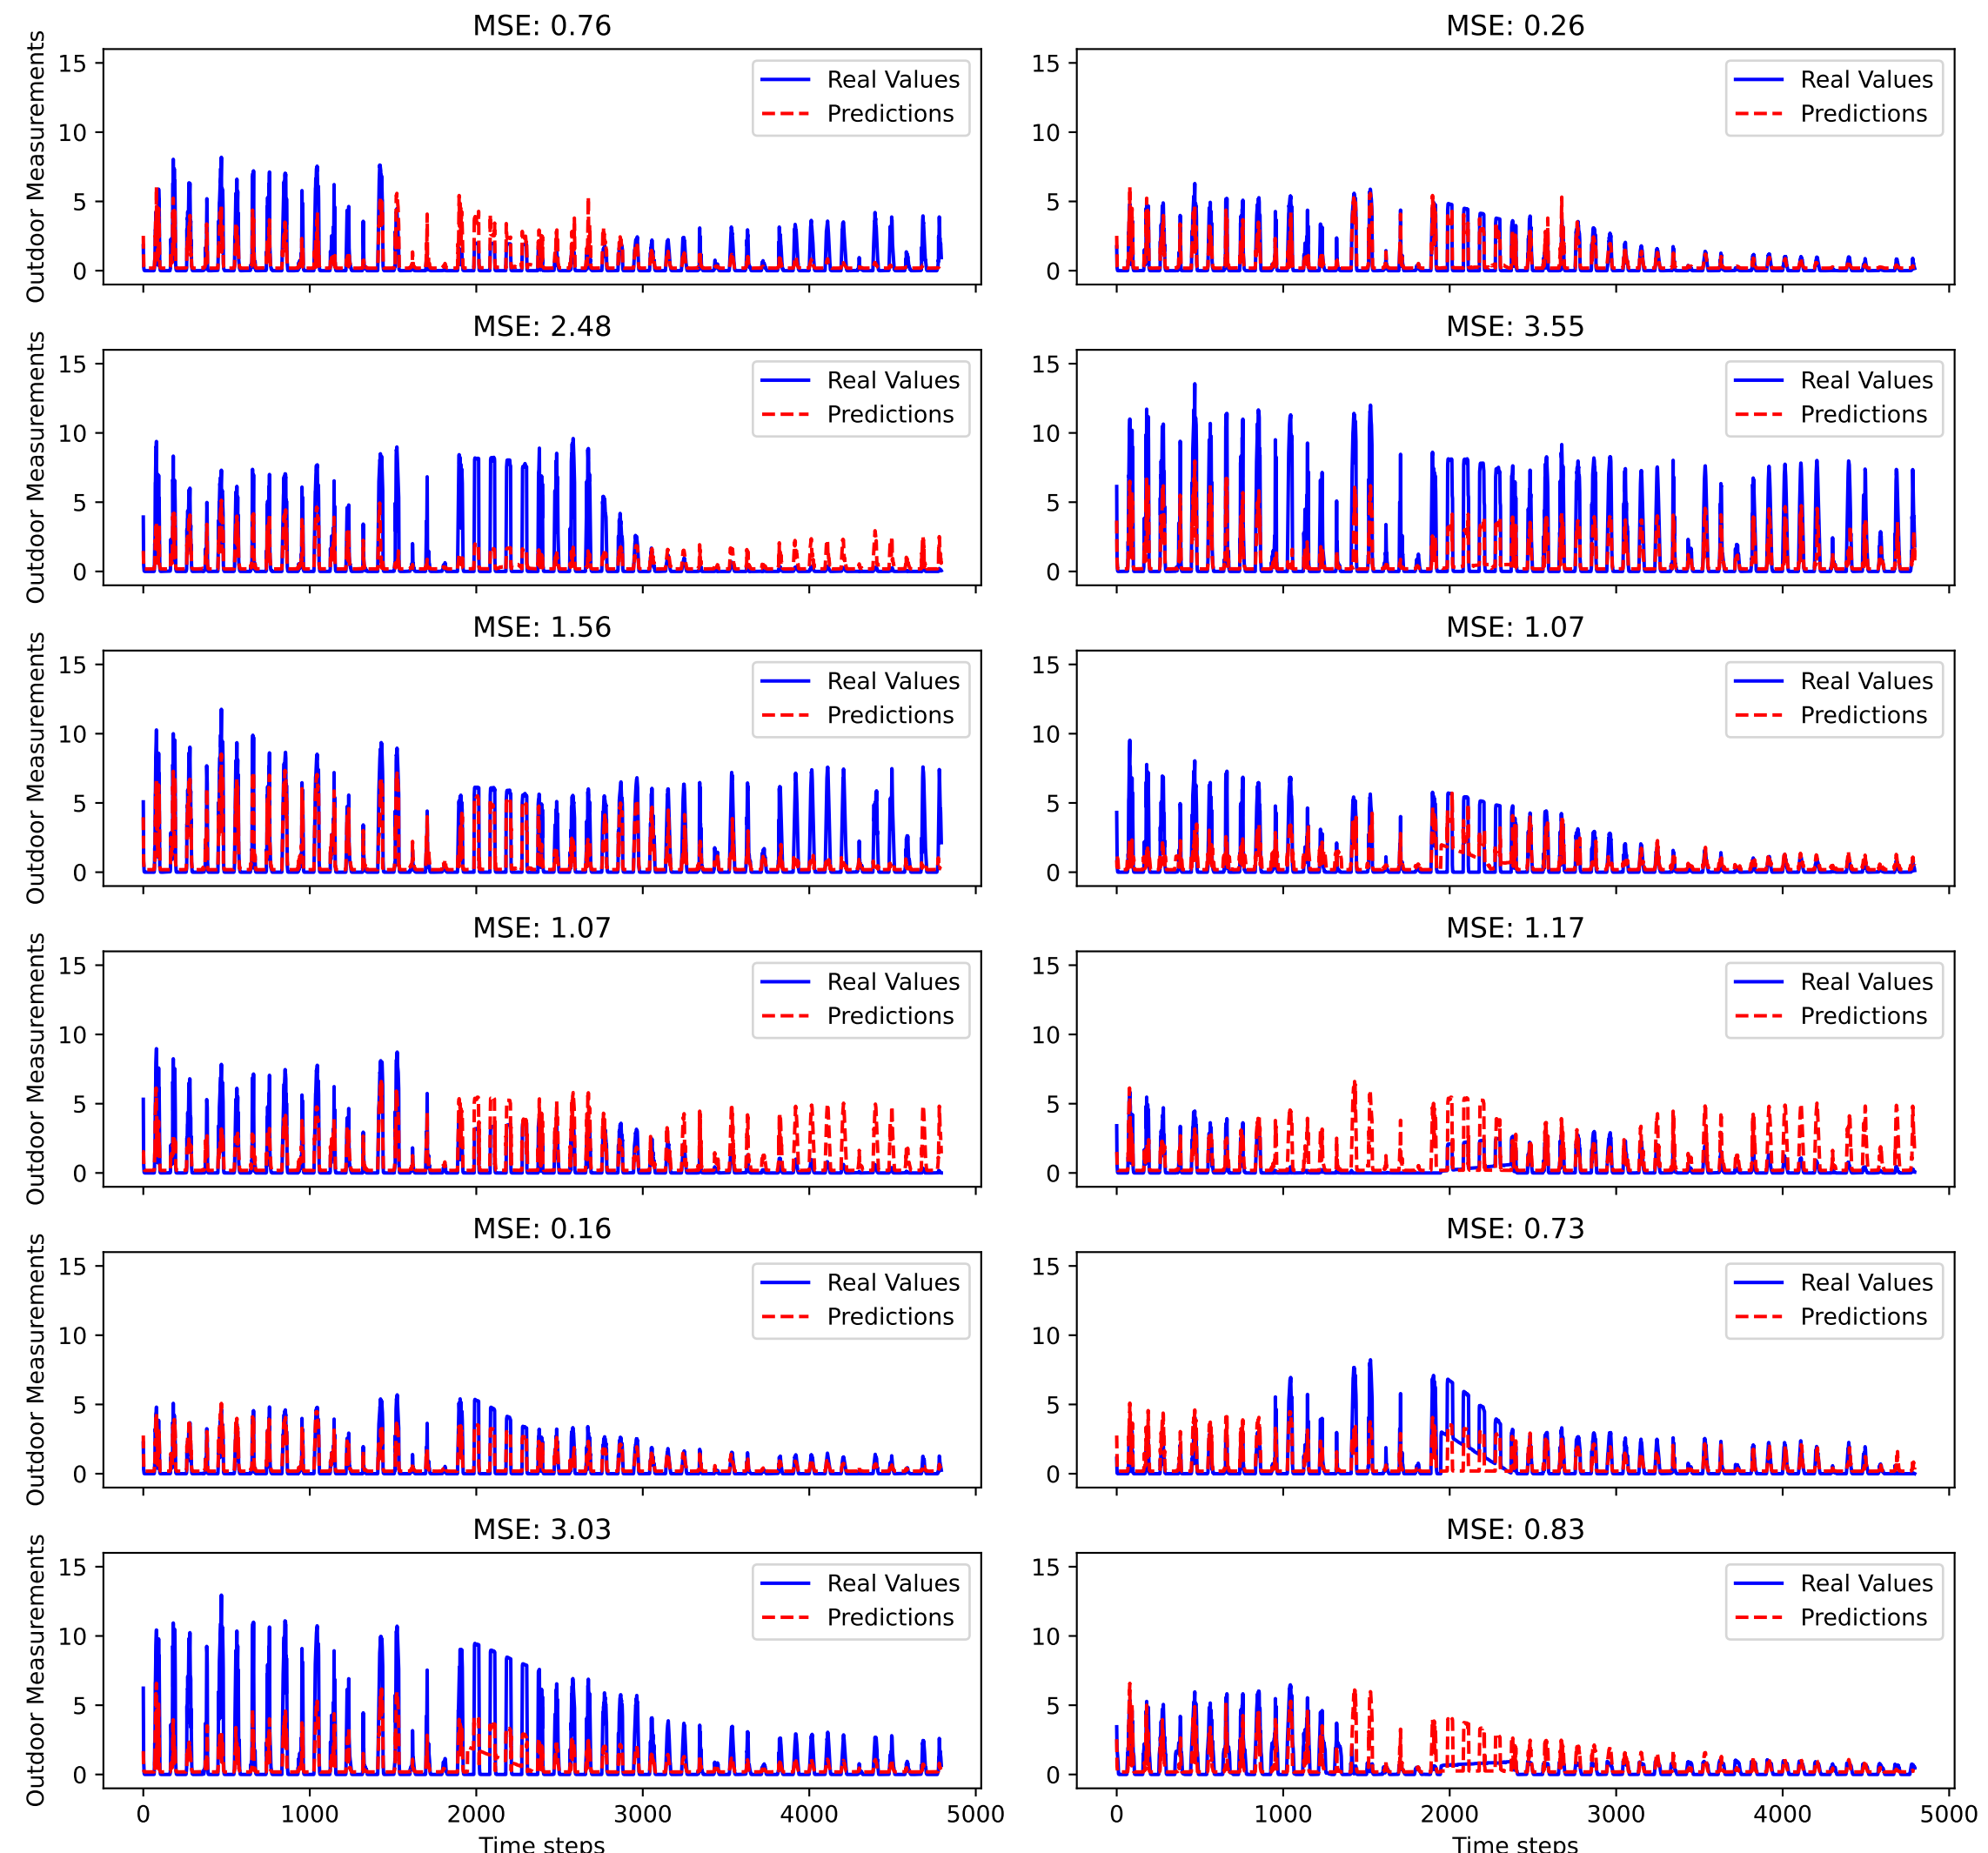 MSE: 0.76
Outdoor Measurements
15
10
5
0
Real Values
Predictions
MSE: 0.26
15
10
5
0
Real Values
Predictions
MSE: 2.48
Outdoor Measurements
15
10
5
0
Real Values
Predictions
MSE: 3.55
15
10
5
0
Real Values
Predictions
MSE: 1.56
Outdoor Measurements
15
10
5
0
Real Values
Predictions
MSE: 1.07
15
10
5
0
Real Values
Predictions
MSE: 1.07
Outdoor Measurements
15
10
5
0
Real Values
Predictions
MSE: 1.17
15
10
5
0
Real Values
Predictions
MSE: 0.16
Outdoor Measurements
15
10
5
0
Real Values
Predictions
MSE: 0.73
15
10
5
0
Real Values
Predictions
MSE: 3.03
Outdoor Measurements
15
10
5
0
Real Values
Predictions
0 1000 2000 3000 4000 5000
Time steps
MSE: 0.83
15
10
5
0
Real Values
Predictions
0 1000 2000 3000 4000 5000
Time steps